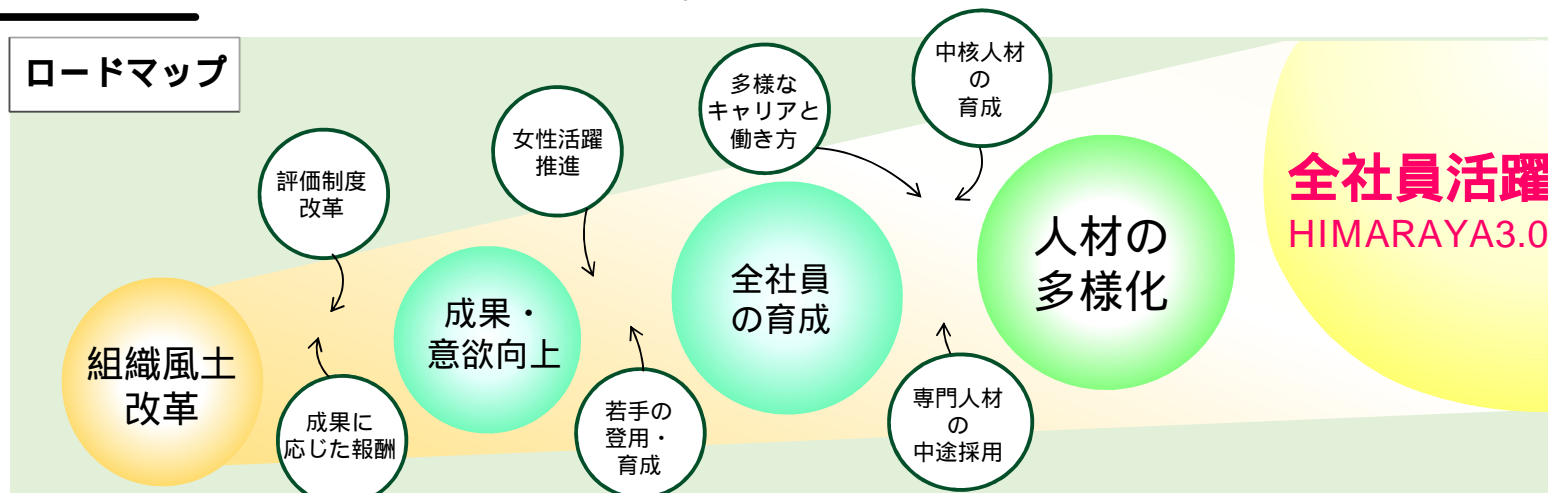 ロードマップ
組織風土
改革
評価制度
改革
成果に
応じた報酬
成果・
意欲向上
女性活躍
推進
若手の
登用・
育成
全社員
の育成
多様な
キャリアと
働き方
中核人材
の
育成
専門人材
の
中途採用
人材の
多様化
全社員活躍
HIMARAYA3.0